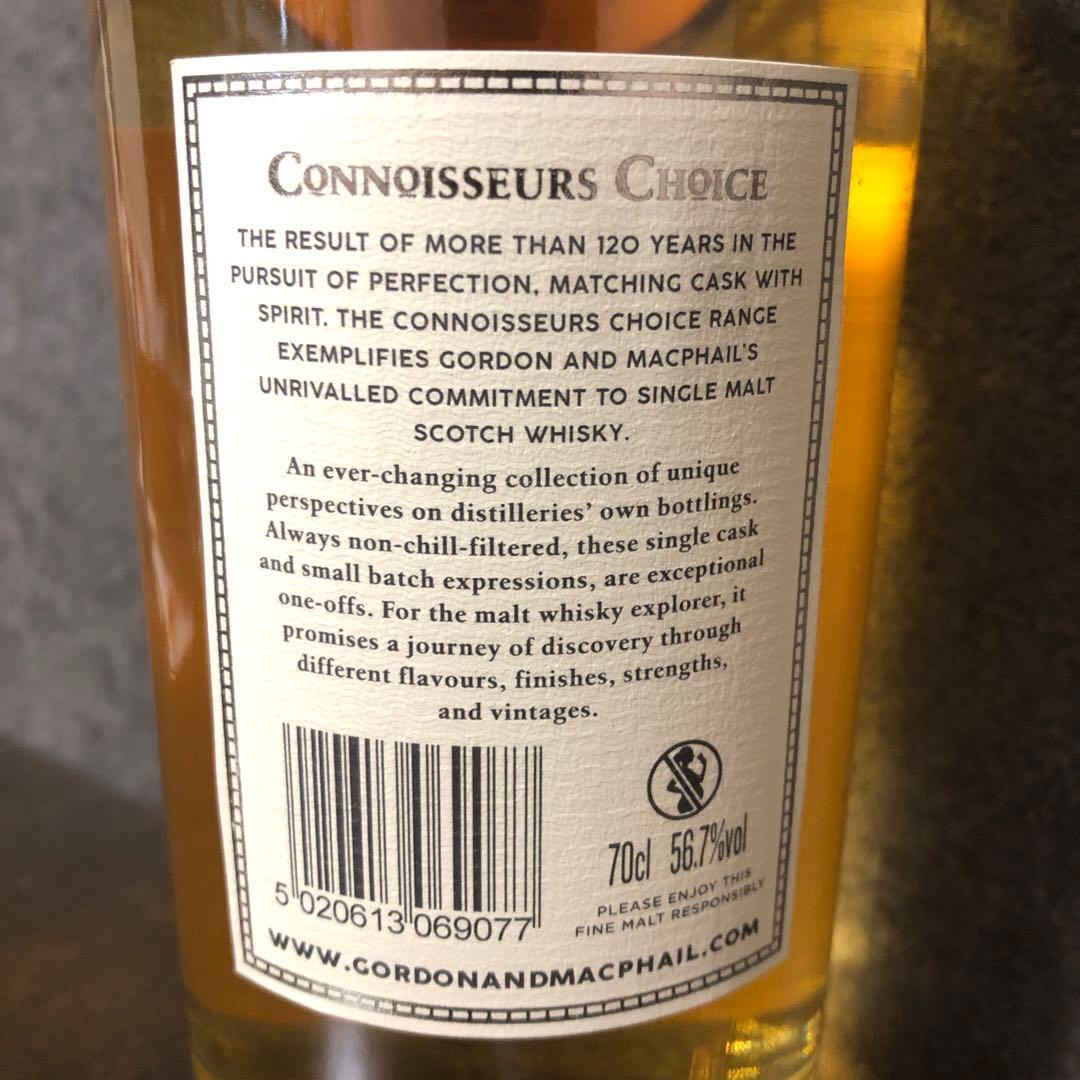 CONNOISSEURS CHOICE
THE RESULT OF MORE THAN 120 YEARS IN THE
PURSUIT OF PERFECTION, MATCHING CASK WITH
SPIRIT. THE CONNOISSEURS CHOICE RANGE
EXEMPLIFIES GORDON AND MACPHAIL'S
UNRIVALLED COMMITMENT TO SINGLE MALT
SCOTCH WHISKY.
An ever-changing collection of unique
perspectives on distilleries’ own bottlings.
Always non-chill-filtered, these single cask
and small batch expressions, are exceptional
one-offs. For the malt whisky explorer, it
promises a journey of discovery through
different flavours, finishes, strengths,
and vintages.
70cl 56.7%vol
PLEASE ENJOY THIS
FINE MALT RESPONSIBLY
5 020613 069077
WWW.GORDONANDMACPHAIL.COM